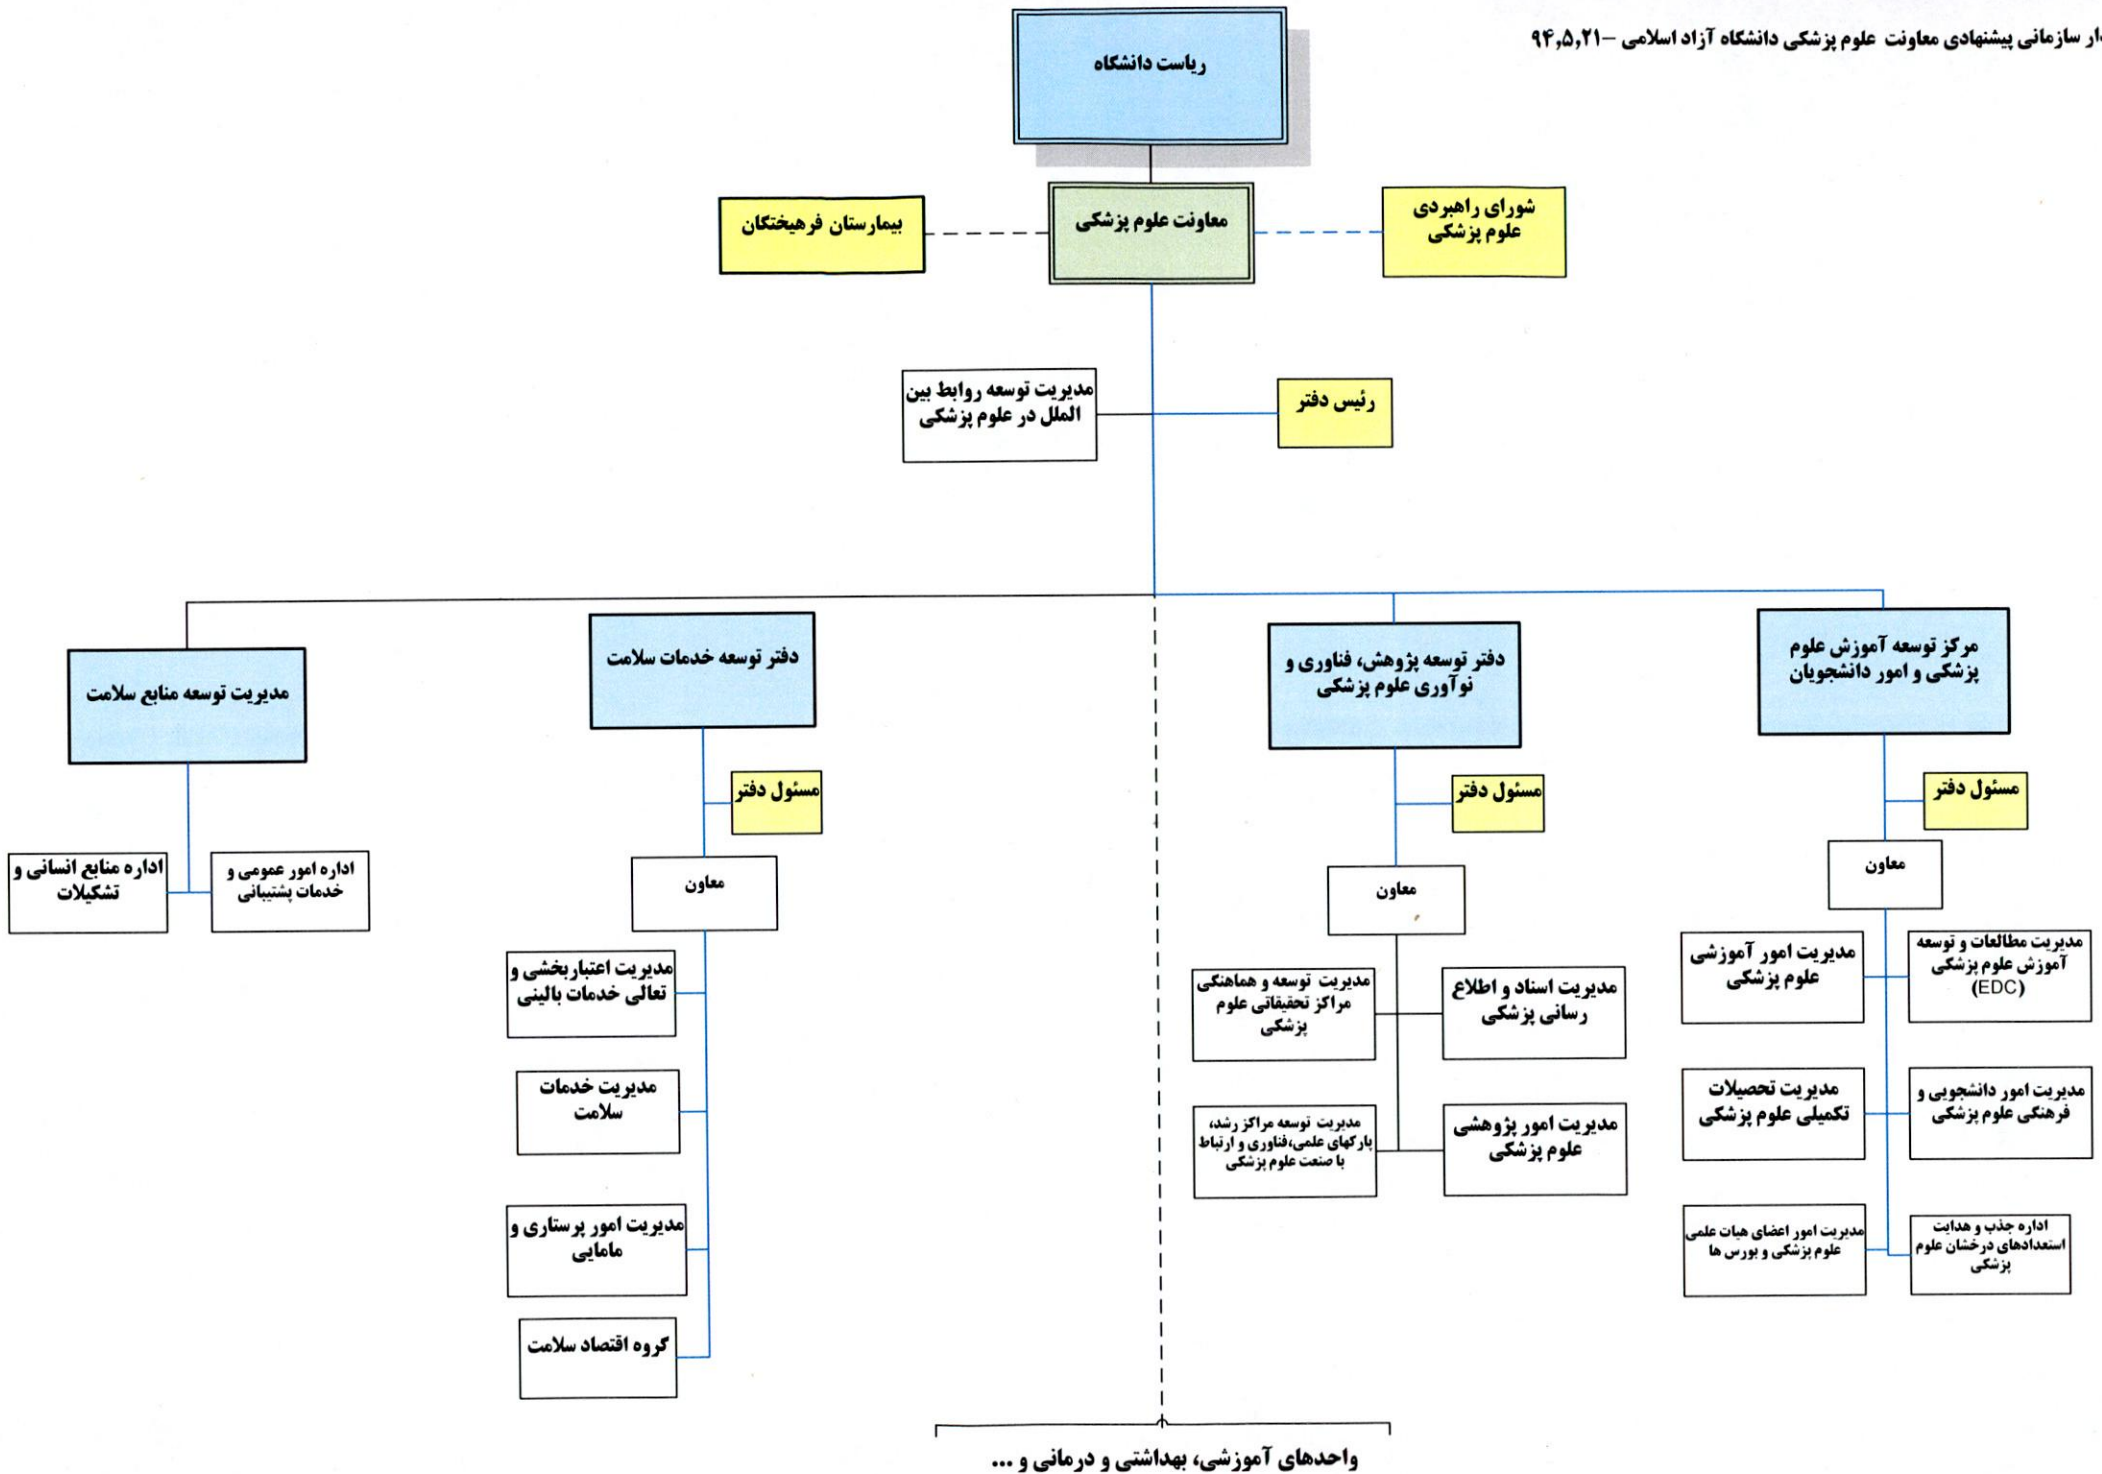 سازمانی پیشنهادی معاونت علوم پزشکی دانشگاه آزاد اسلامی –۹۴,۵,۲۱
ریاست دانشگاه
معاونت علوم پزشکی
شورای راهبردی
علوم پزشکی
بیمارستان فرهیختگان
رئیس دفتر
مدیریت توسعه روابط بین
الملل در علوم پزشکی
مرکز توسعه آموزش علوم
پزشکی و امور دانشجویان
مسئول دفتر
معاون
مدیریت مطالعات و توسعه
آموزش علوم پزشکی
(EDC)
مدیریت امور آموزشی
علوم پزشکی
مدیریت امور دانشجویی و
فرهنگی علوم پزشکی
مدیریت تحصیلات
تکمیلی علوم پزشکی
اداره جذب و هدایت
استعدادهای درخشان علوم
پزشکی
مدیریت امور اعضای هیات علمی
علوم پزشکی و بورس ها
دفتر توسعه پژوهش، فناوری و
نوآوری علوم پزشکی
مسئول دفتر
معاون
مدیریت اسناد و اطلاع
رسانی پزشکی
مدیریت توسعه و هماهنگی
مراکز تحقیقاتی علوم
پزشکی
مدیریت امور پژوهشی
علوم پزشکی
مدیریت توسعه مراکز رشد،
پارکهای علمی،فناوری و ارتباط
با صنعت علوم پزشکی
دفتر توسعه خدمات سلامت
مسئول دفتر
معاون
مدیریت اعتباربخشی و
تعالی خدمات بالینی
مدیریت خدمات
سلامت
مدیریت امور پرستاری و
مامایی
گروه اقتصاد سلامت
مدیریت توسعه منابع سلامت
اداره امور عمومی و
خدمات پشتیبانی
اداره منابع انسانی و
تشکیلات
واحدهای آموزشی، بهداشتی و درمانی و ...